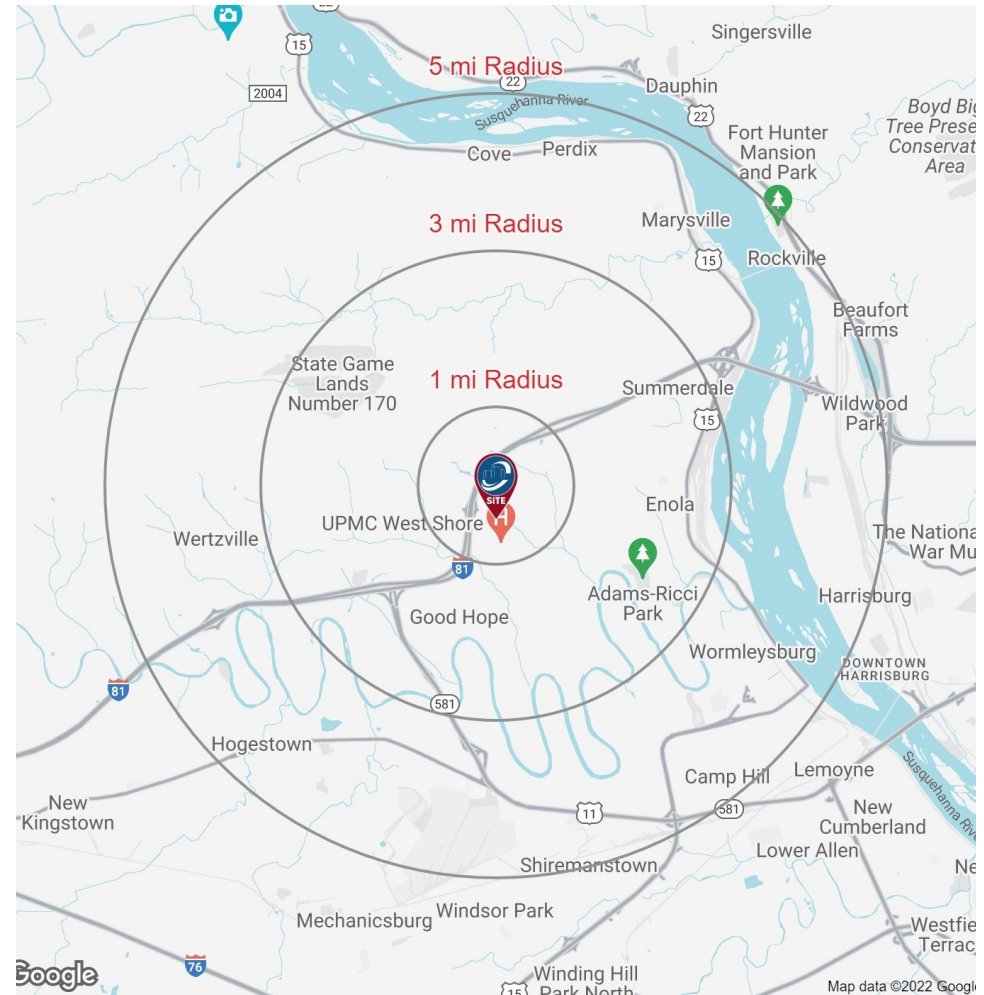 22
Singersville
15
5 mi Radius
22
Dauphin
2004
Susquehanna River
22
Boyd Big
Tree Prese
Conservat
Area
Fort Hunter
Mansion
and Park
Cove
Perdix
3 mi Radius
Marysville
15
Rockville
Beaufort
Farms
State Game
Lands
Number 170
1 mi Radius
Summerdale
15
Wildwood
Park
SITE
H
Enola
UPMC West Shore
Wertzville
The Nationa
War Mu
81
Adams-Ricci
Park
Harrisburg
Good Hope
Wormleysburg
DOWNTOWN
HARRISBURG
81
581
Hogestown
Susquehanna Rive
Camp Hill
Lemoyne
New
Kingstown
11
581
New
Cumberland
Lower Allen
Shiremanstown
Ne
Mechanicsburg
Windsor Park
Westfie
Terrac
76
Google
Winding Hill
Park North
15
Map data ©2022 Google